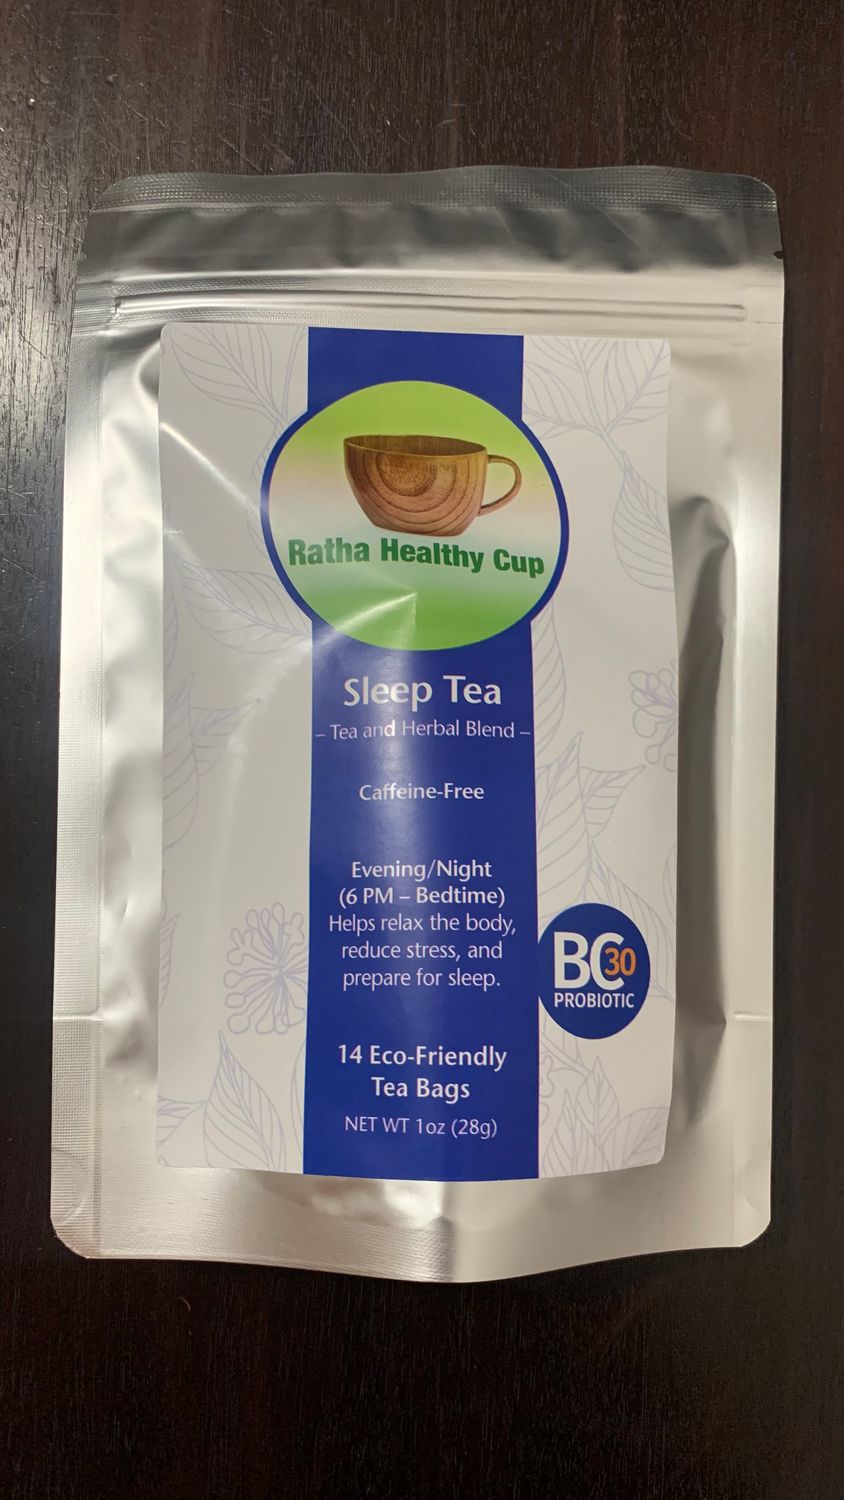 Ratha Healthy Cup
Sleep Tea
– Tea and Herbal Blend –
Caffeine-Free
Evening/Night
(6 PM – Bedtime)
Helps relax the body,
reduce stress, and
prepare for sleep.
BC30
PROBIOTIC
14 Eco-Friendly
Tea Bags
NET WT 1oz (28g)